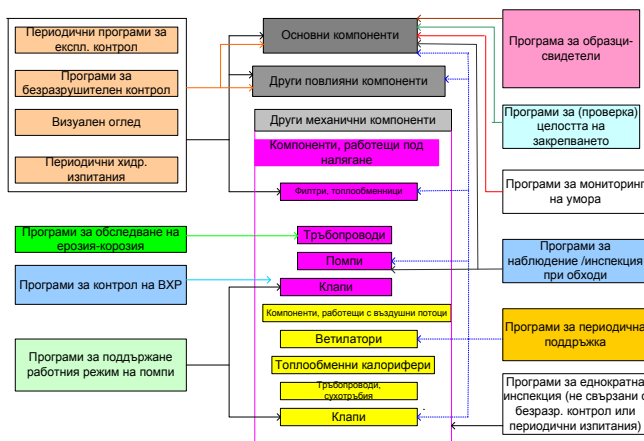 Периодични програми за
експл. контрол
Програми за
безразрушителен контрол
Визуален оглед
Периодични хидр.
изпитания
Програми за обследване на
ерозия-корозия
Програми за контрол на ВХР
Програми за поддържане
работния режим на помпи
Основни компоненти
Други повлияни компоненти
Други механични компоненти
Компоненти, работещи под
налягане
Филтри, топлообменници
Тръбопроводи
Помпи
Клапи
Компоненти, работещи с въздушни потоци
Ветилатори
Топлообменни калорифери
Тръбопроводи,
сухотръбия
Клапи
Програма за образци-
свидетели
Програми за (проверка)
целостта на
закрепването
Програми за мониторинг
на умора
Програми за
наблюдение /инспекция
при обходи
Програми за периодична
поддръжка
Програми за еднократна
инспекция (не свързани с
безразр. контрол или
периодични изпитания)